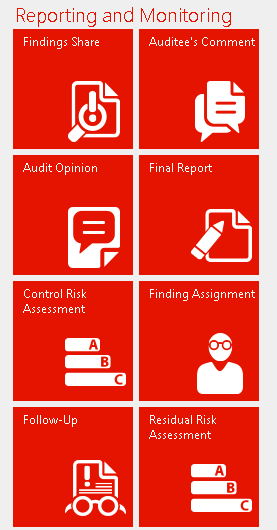 Reporting and Monitoring
Findings Share
Auditee's Comment
Audit Opinion
Final Report
Control Risk
Assessment
A
B
C
Finding Assignment
Follow-Up
Residual Risk
Assessment
A
B
C